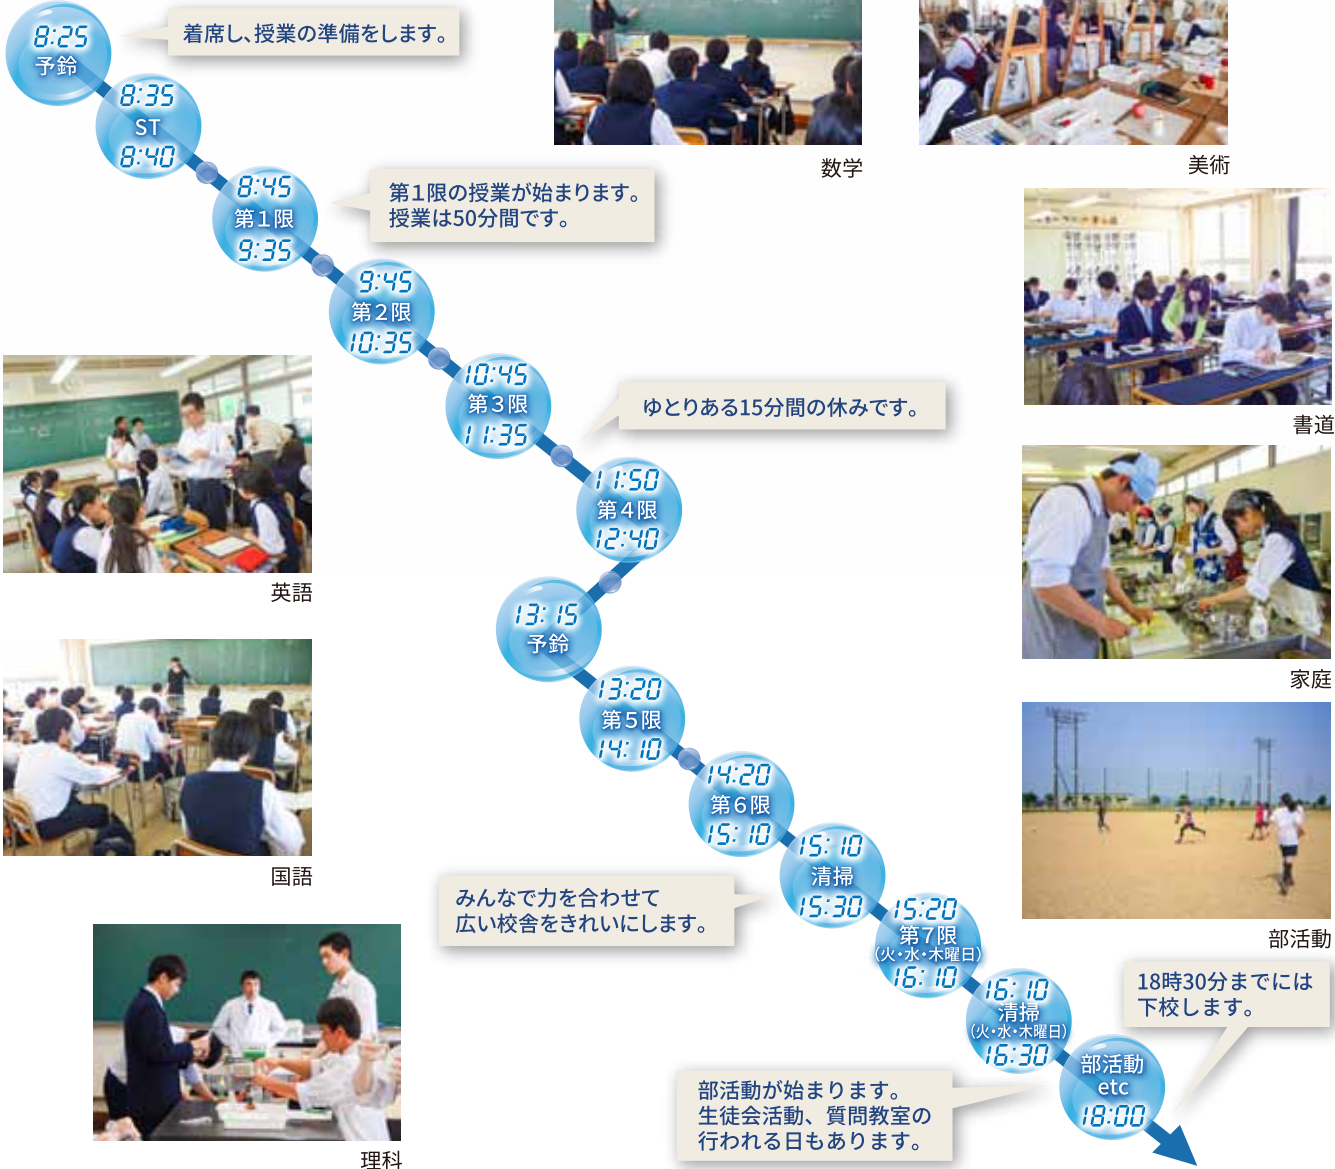 8:25
予鈴
着席し、授業の準備をします。
8:35
ST
8:40
8:45
第1限
9:35
第1限の授業が始まります。
授業は50分間です。
数学
美術
9:45
第2限
10:35
10:45
第3限
11:35
ゆとりある15分間の休みです。
書道
11:50
第4限
12:40
英語
13:15
予鈴
家庭
13:20
第5限
14:10
14:20
第6限
15:10
国語
15:10
清掃
15:30
みんなで力を合わせて
広い校舎をきれいにします。
15:20
第7限
(火・水・木曜日)
16:10
部活動
16:10
清掃
(火・水・木曜日)
16:30
18時30分までには
下校します。
部活動
etc
18:00
部活動が始まります。
生徒会活動、質問教室の
行われる日もあります。
理科